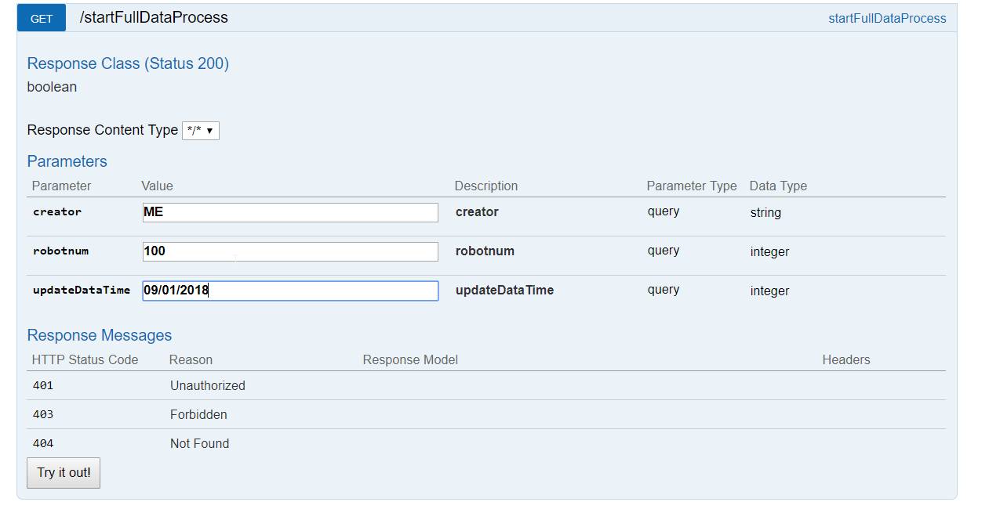 GET /startFullDataProcess startFullDataProcess
Response Class (Status 200)
boolean
Response Content Type */*
Parameters
Parameter Value Description Parameter Type Data Type
creator ME creator query string
robotnum 100 robotnum query integer
updateDataTime 09/01/2018 updateDataTime query integer
Response Messages
HTTP Status Code Reason Response Model Headers
401 Unauthorized
403 Forbidden
404 Not Found
Try it out!